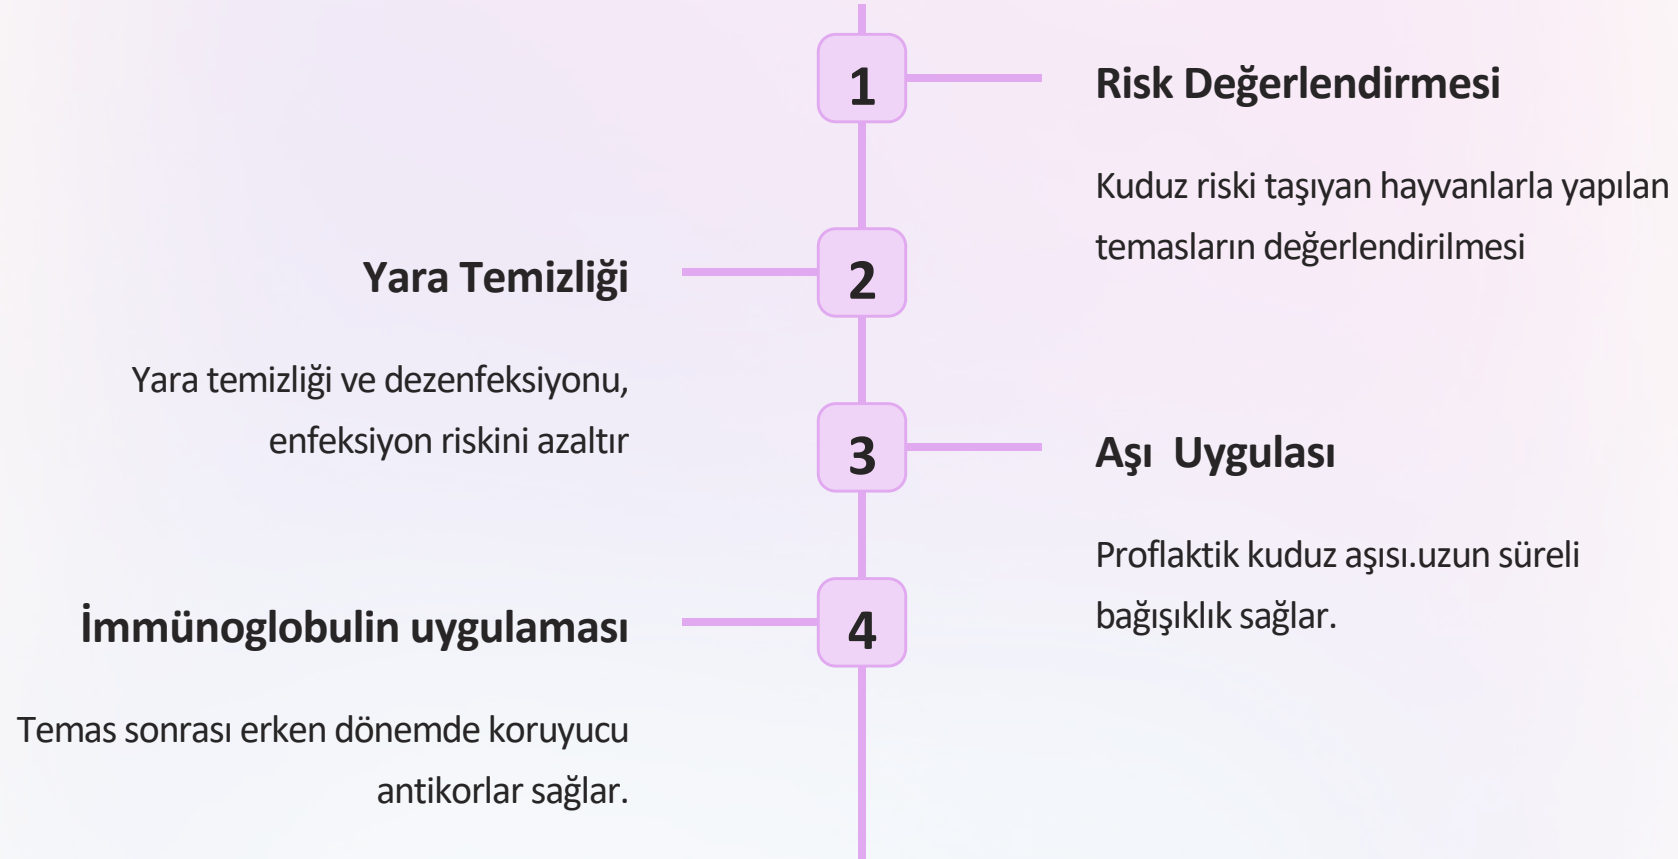 1
Risk Değerlendirmesi
Kuduz riski taşıyan hayvanlarla yapılan
temasların değerlendirilmesi
2
Yara Temizliği
Yara temizliği ve dezenfeksiyonu,
enfeksiyon riskini azaltır
3
Aşı  Uygulası
Proflaktik kuduz aşısı.uzun süreli
bağışıklık sağlar.
4
İmmünoglobulin uygulaması
Temas sonrası erken dönemde koruyucu
antikorlar sağlar.